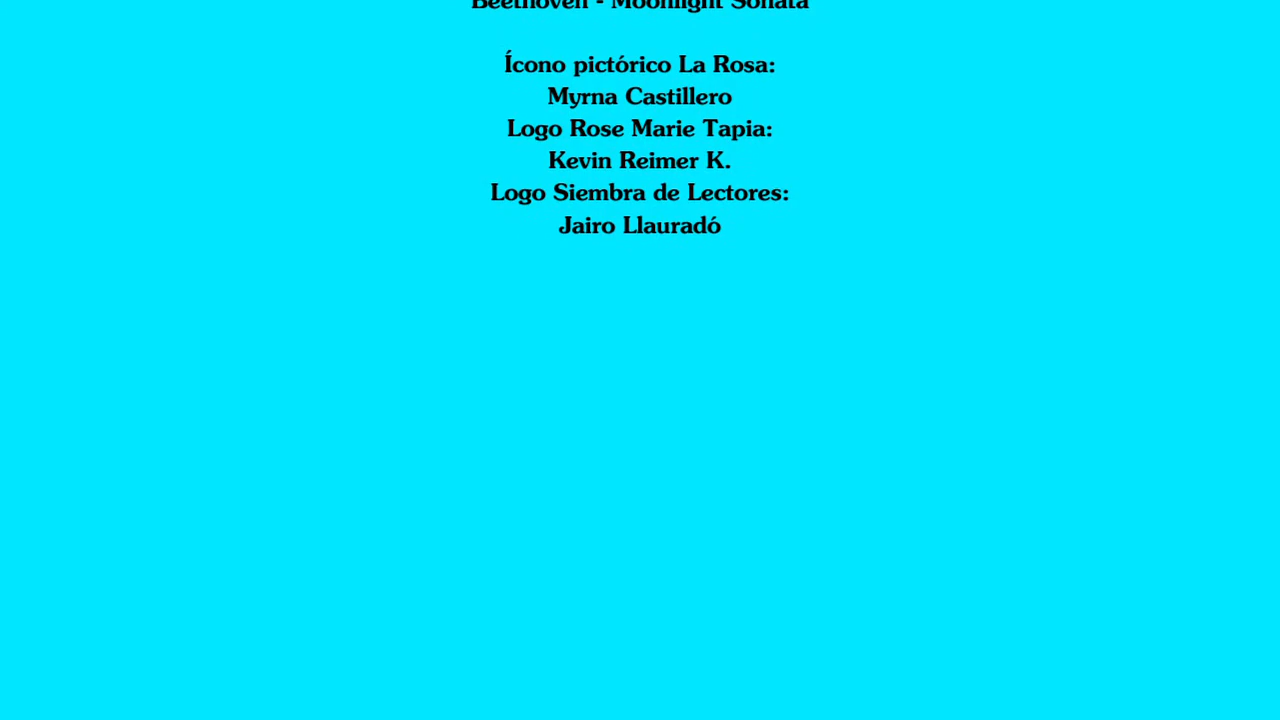 Beethoven - Moonlight Sonata
Ícono pictórico La Rosa:
Myrna Castillero
Logo Rose Marie Tapia:
Kevin Reimer K.
Logo Siembra de Lectores:
Jairo Llauradó